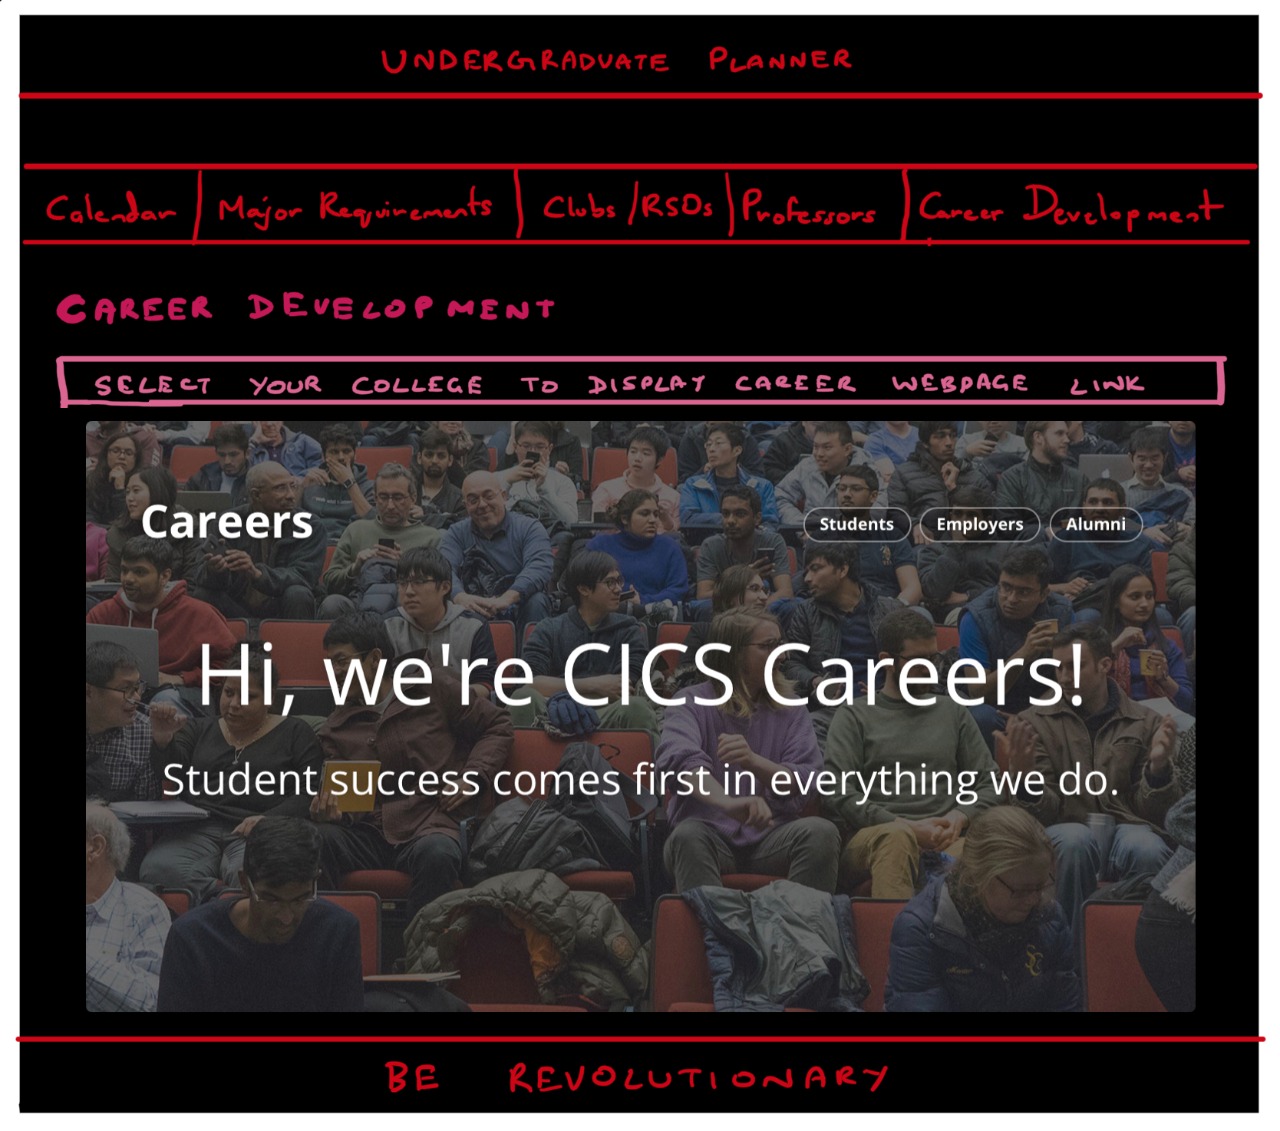 UNDERGRADUATE PLANNER
Calendar | Major Requirements | Clubs/RSOs | Professors | Career Development
CAREER DEVELOPMENT
SELECT YOUR COLLEGE TO DISPLAY CAREER WEBPAGE LINK
Careers Students Employers Alumni
Hi, we're CICS Careers!
Student success comes first in everything we do.
BE REVOLUTIONARY